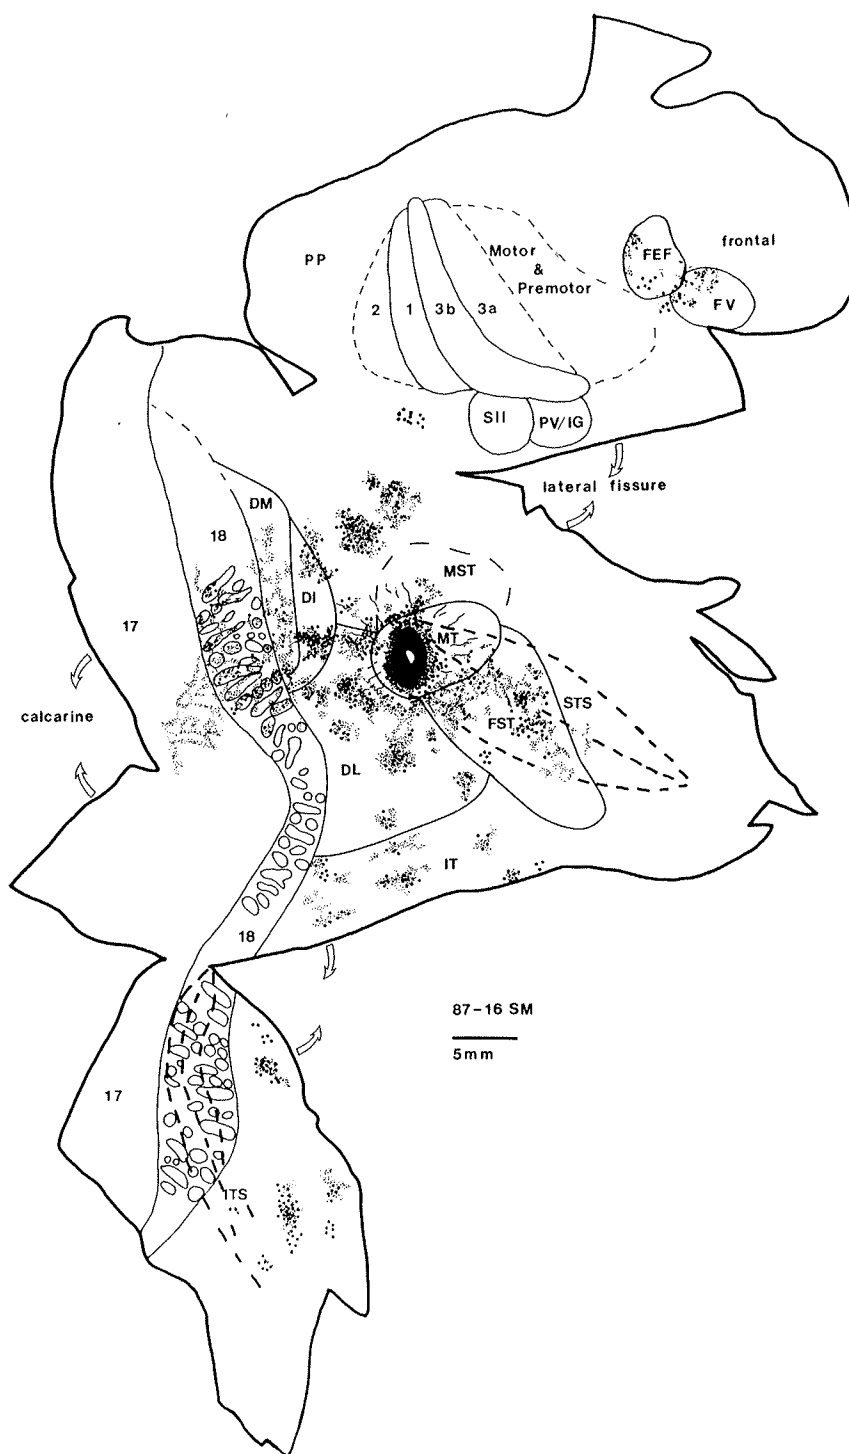 PP
Motor
&
Premotor
FEF
frontal
FV
2
1
3b
3a
SII
PV/IG
lateral fissure
DM
18
MST
DI
17
MT
STS
calcarine
FST
DL
IT
18
87-16 SM
5mm
17
ITS